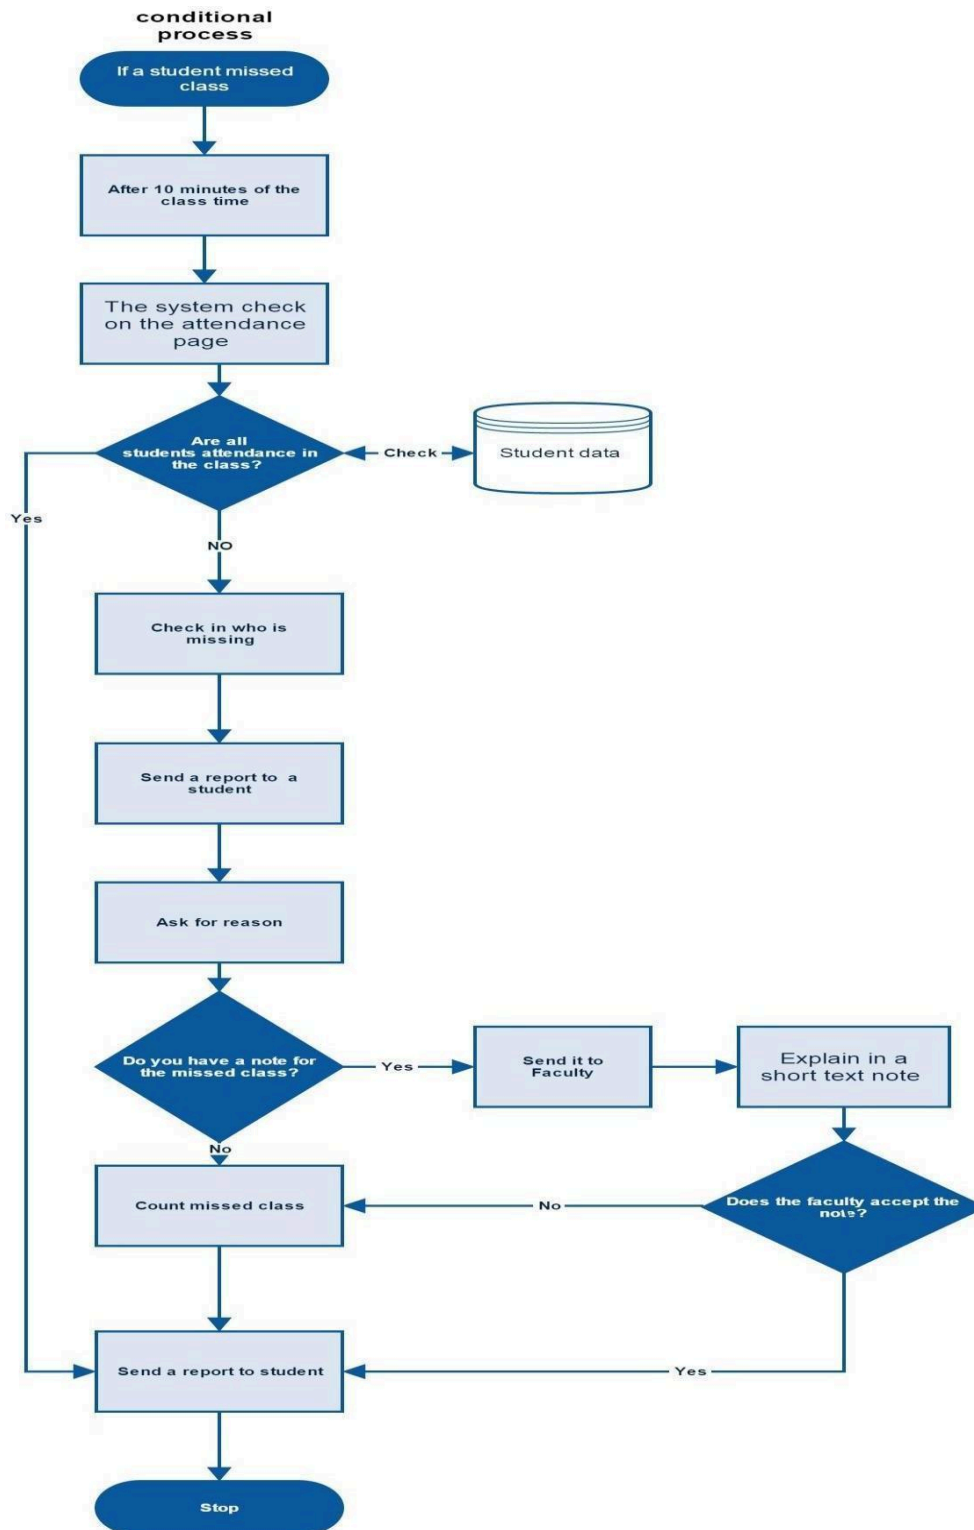 conditional
process
If a student missed
class
After 10 minutes of the
class time
The system check
on the attendance
page
Are all
students attendance in
the class?
Check
Student data
Yes
NO
Check in who is
missing
Send a report to a
student
Ask for reason
Do you have a note for
the missed class?
Yes
Send it to
Faculty
Explain in a
short text note
No
Count missed class
No
Does the faculty accept the
note?
Send a report to student
Yes
Stop